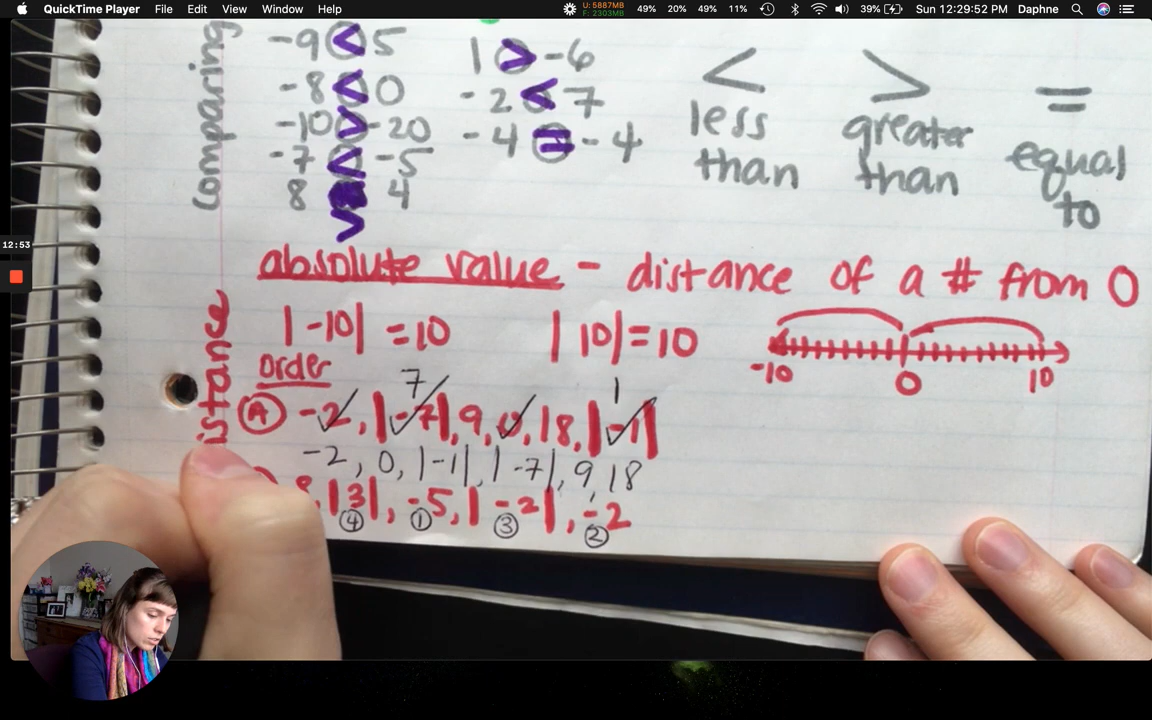 QuickTime Player File Edit View Window Help U: 5887MB F: 2303MB 49% 20% 49% 11% 39% Sun 12:29:52 PM Daphne
12:53
comparing
-9 < 5
-8 < 0
-10 > -20
-7 < -5
8 > 4
1 > -6
-2 < 7
-4 = -4
< less than
> greater than
= equal to
absolute value - distance of a # from 0
|-10| = 10 |10| = 10
-10 0 10
order
7 1
A -2, |-7|, 9, 0, 18, |-1|
-2, 0, |-1|, |-7|, 9, 18
|3|, -5, |-2|, -2
4 1 3 2